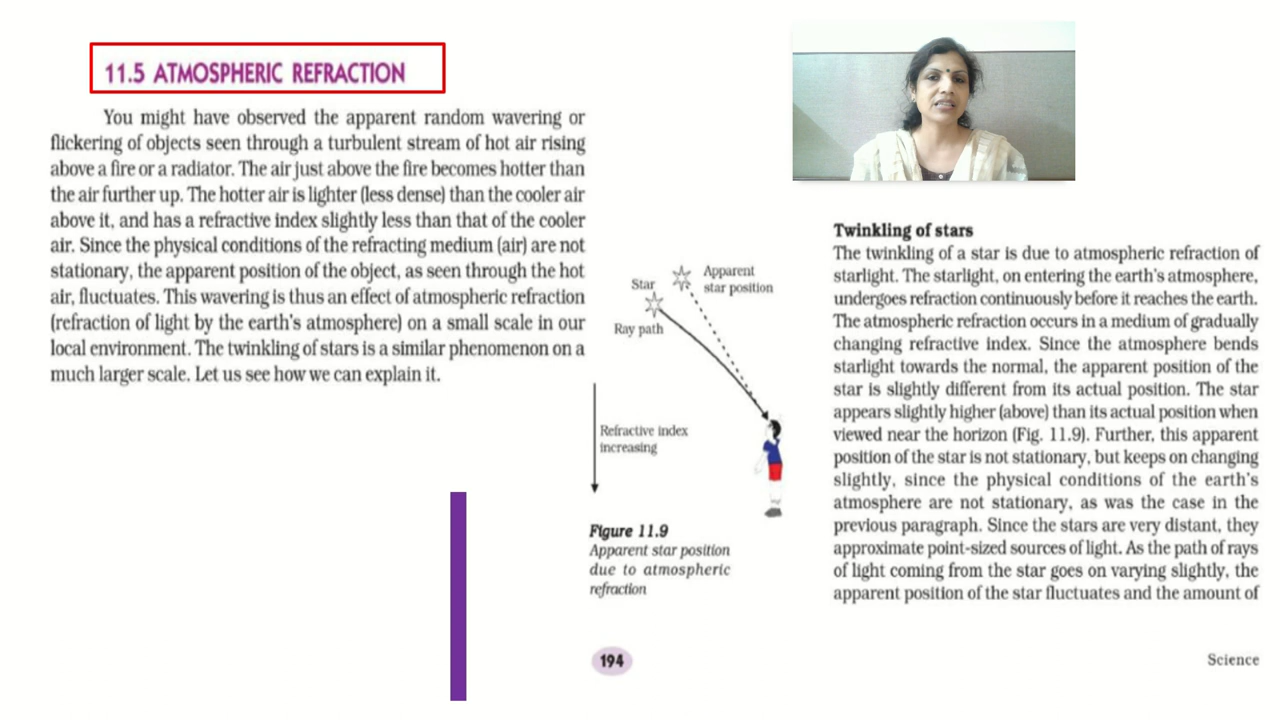 11.5 ATMOSPHERIC REFRACTION
You might have observed the apparent random wavering or
flickering of objects seen through a turbulent stream of hot air rising
above a fire or a radiator. The air just above the fire becomes hotter than
the air further up. The hotter air is lighter (less dense) than the cooler air
above it, and has a refractive index slightly less than that of the cooler
air. Since the physical conditions of the refracting medium (air) are not
stationary, the apparent position of the object, as seen through the hot
air, fluctuates. This wavering is thus an effect of atmospheric refraction
(refraction of light by the earth's atmosphere) on a small scale in our
local environment. The twinkling of stars is a similar phenomenon on a
much larger scale. Let us see how we can explain it.
Star
Apparent
star position
Ray path
Refractive index
increasing
Figure 11.9
Apparent star position
due to atmospheric
refraction
Twinkling of stars
The twinkling of a star is due to atmospheric refraction of
starlight. The starlight, on entering the earth's atmosphere,
undergoes refraction continuously before it reaches the earth.
The atmospheric refraction occurs in a medium of gradually
changing refractive index. Since the atmosphere bends
starlight towards the normal, the apparent position of the
star is slightly different from its actual position. The star
appears slightly higher (above) than its actual position when
viewed near the horizon (Fig. 11.9). Further, this apparent
position of the star is not stationary, but keeps on changing
slightly, since the physical conditions of the earth's
atmosphere are not stationary, as was the case in the
previous paragraph. Since the stars are very distant, they
approximate point-sized sources of light. As the path of rays
of light coming from the star goes on varying slightly, the
apparent position of the star fluctuates and the amount of
194
Science